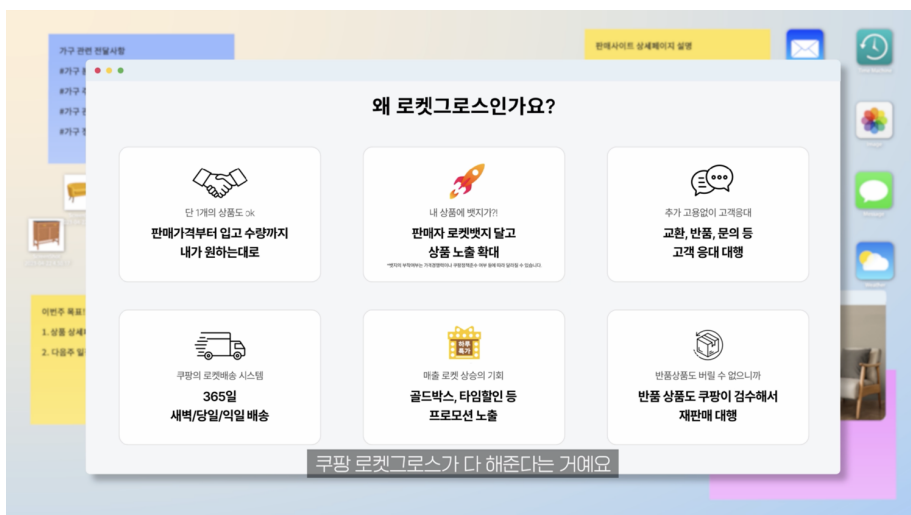 가구 관련 전달사항
#가구
#가구
#가구
#가구
판매사이트 상세페이지 설명
왜 로켓그로스인가요?
단 1개의 상품도 ok
판매가격부터 입고 수량까지
내가 원하는대로
내 상품에 뱃지가?!
판매자 로켓뱃지 달고
상품 노출 확대
추가 고용없이 고객응대
교환, 반품, 문의 등
고객 응대 대행
이번주 목표!
1. 상품 상세
2. 다음주
쿠팡의 로켓배송 시스템
365일
새벽/당일/익일 배송
하루
특가
매출 로켓 상승의 기회
골드박스, 타임할인 등
프로모션 노출
반품상품도 버릴 수 없으니까
반품 상품도 쿠팡이 검수해서
재판매 대행
쿠팡 로켓그로스가 다 해준다는 거예요